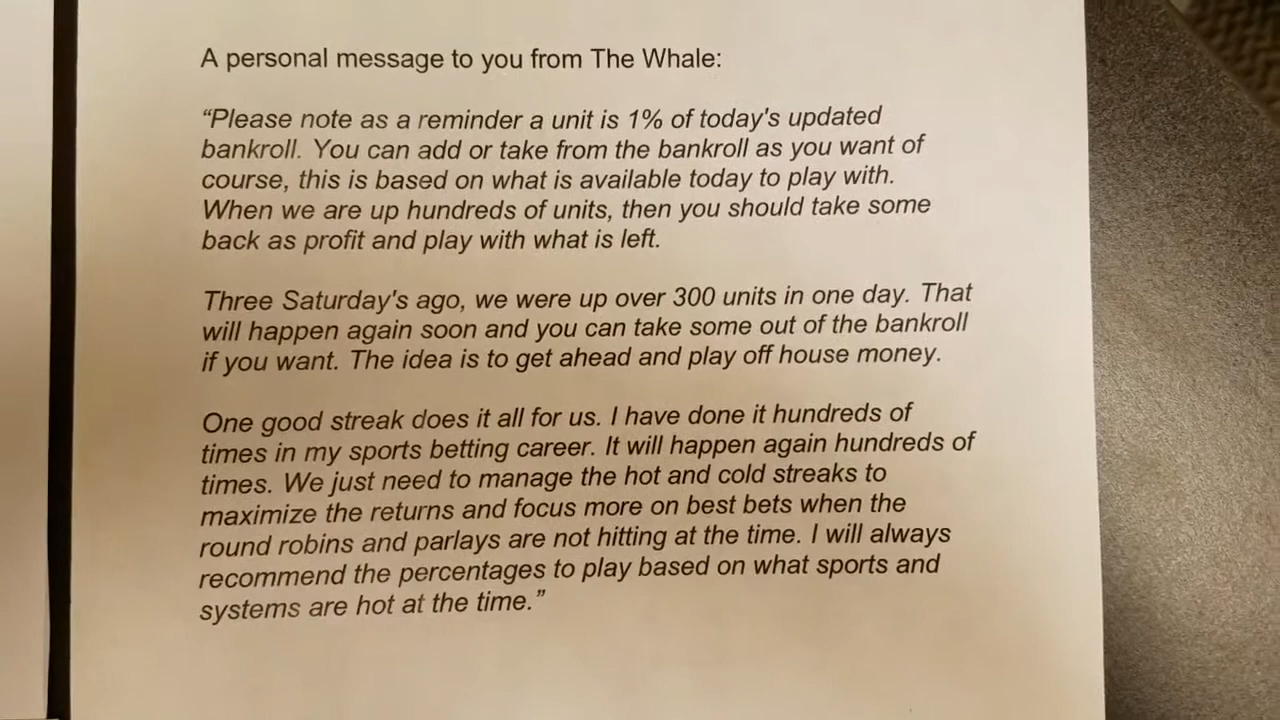 A personal message to you from The Whale:
“Please note as a reminder a unit is 1% of today's updated
bankroll. You can add or take from the bankroll as you want of
course, this is based on what is available today to play with.
When we are up hundreds of units, then you should take some
back as profit and play with what is left.
Three Saturday's ago, we were up over 300 units in one day. That
will happen again soon and you can take some out of the bankroll
if you want. The idea is to get ahead and play off house money.
One good streak does it all for us. I have done it hundreds of
times in my sports betting career. It will happen again hundreds of
times. We just need to manage the hot and cold streaks to
maximize the returns and focus more on best bets when the
round robins and parlays are not hitting at the time. I will always
recommend the percentages to play based on what sports and
systems are hot at the time.”